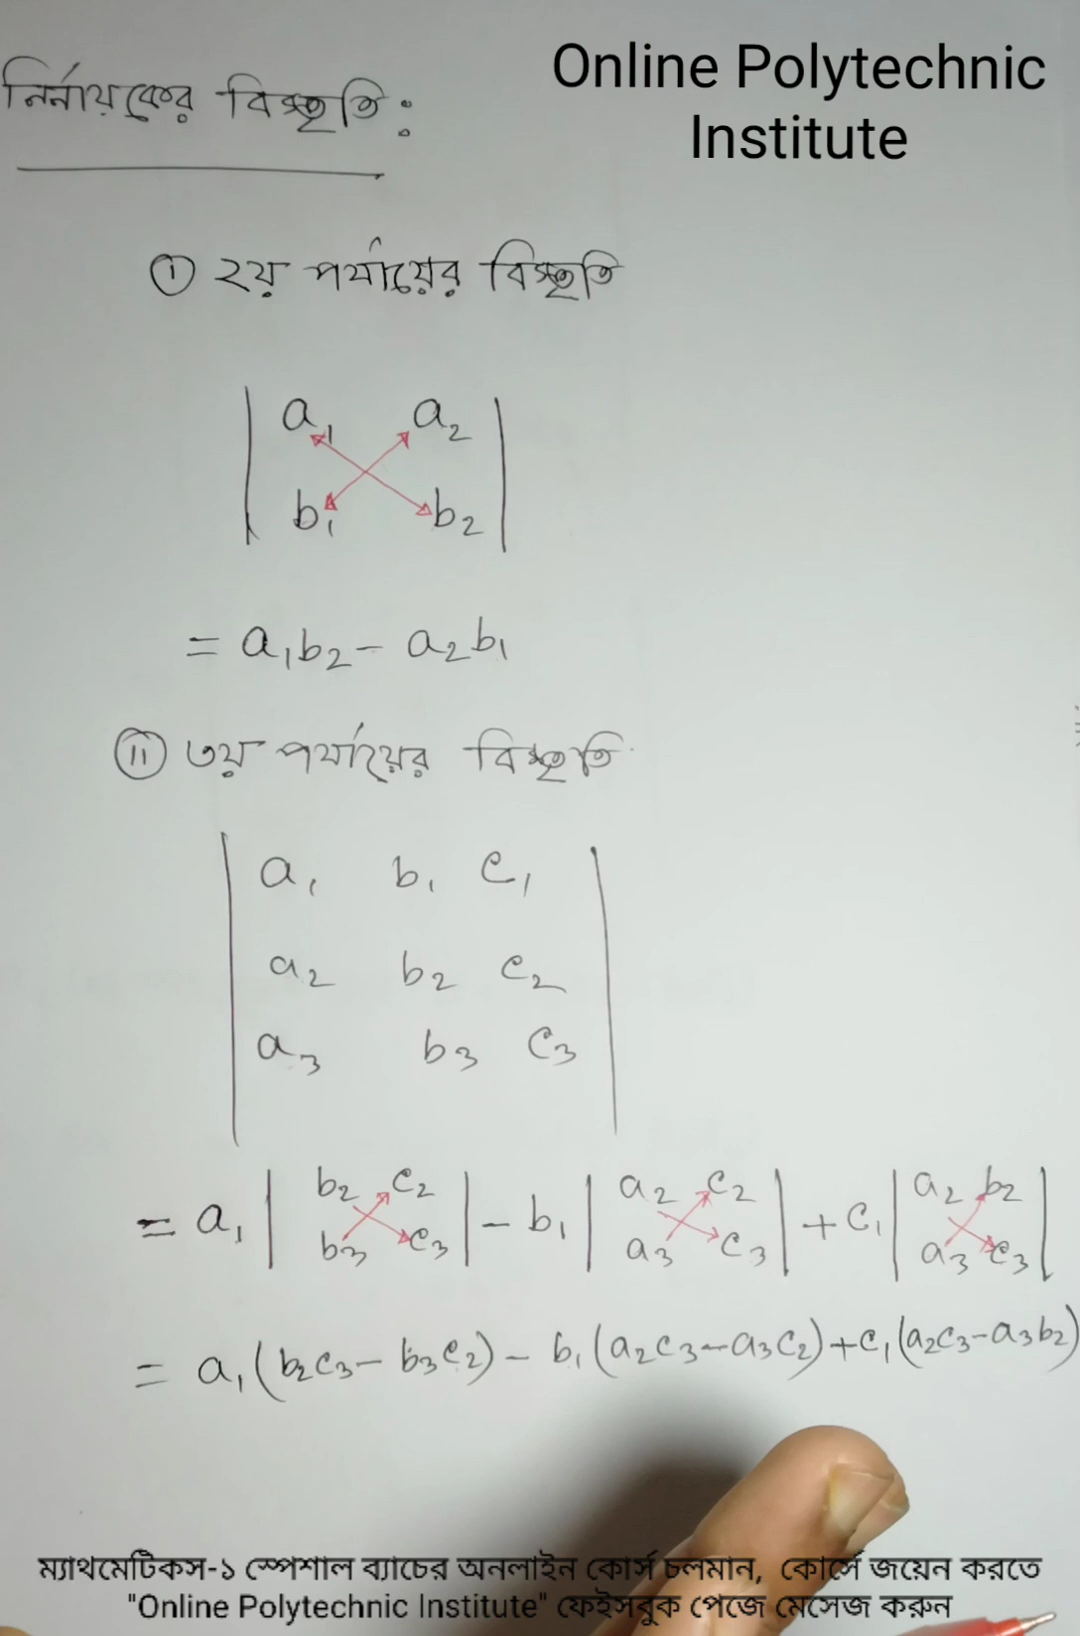 Online Polytechnic
Institute
নির্নায়কের বিস্তৃতি :
① ২য় পর্যায়ের বিস্তৃতি
| a₁ a₂ |
| b₁ b₂ |
= a₁b₂ - a₂b₁
⑪ ৩য় পর্যায়ের বিস্তৃতি
| a₁ b₁ c₁ |
| a₂ b₂ c₂ |
| a₃ b₃ c₃ |
= a₁ | b₂ c₂ | - b₁ | a₂ c₂ | + c₁ | a₂ b₂ |
| b₃ c₃ | | a₃ c₃ | | a₃ c₃ |
= a₁ (b₂c₃ - b₃c₂) - b₁ (a₂c₃ - a₃c₂) + c₁ (a₂c₃ - a₃b₂)
ম্যাথমেটিকস-১ স্পেশাল ব্যাচের অনলাইন কোর্স চলমান, কোর্সে জয়েন করতে
"Online Polytechnic Institute" ফেইসবুক পেজে মেসেজ করুন